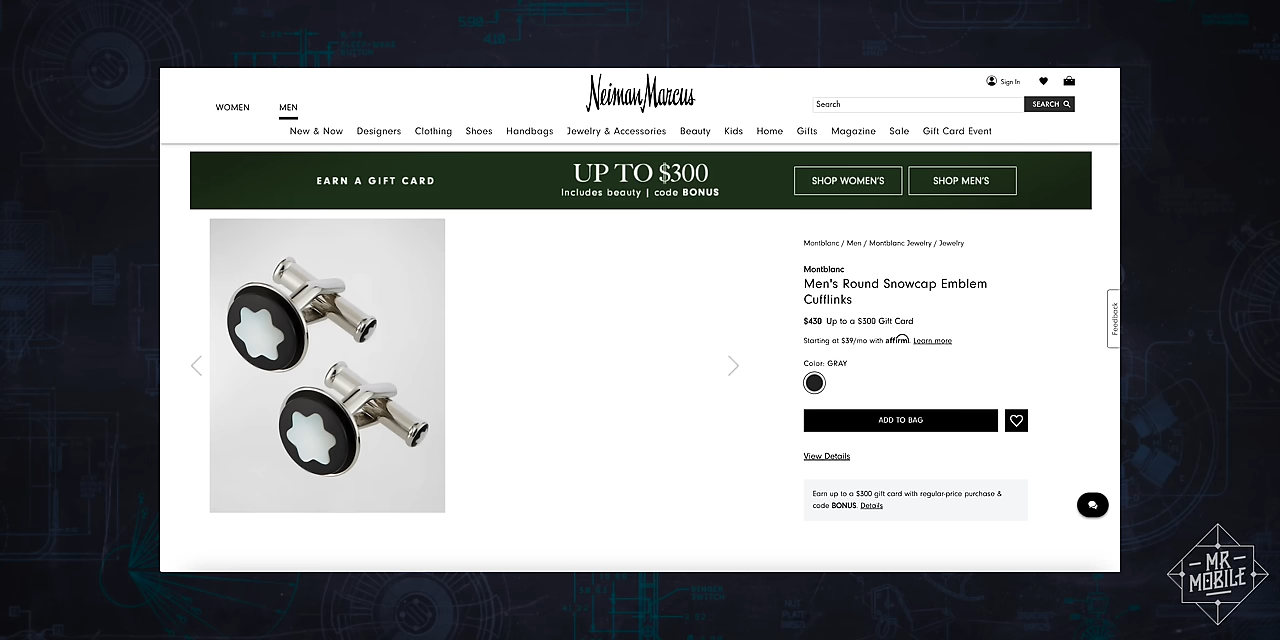 Neiman Marcus
Sign In
WOMEN MEN
Search SEARCH
New & Now Designers Clothing Shoes Handbags Jewelry & Accessories Beauty Kids Home Gifts Magazine Sale Gift Card Event
EARN A GIFT CARD
UP TO $300
Includes beauty | code BONUS
SHOP WOMEN'S SHOP MEN'S
Montblanc / Men / Montblanc Jewelry / Jewelry
Montblanc
Men's Round Snowcap Emblem
Cufflinks
$430 Up to a $300 Gift Card
Starting at $39/mo with affirm. Learn more
Color: GRAY
ADD TO BAG
View Details
Earn up to a $300 gift card with regular-price purchase &
code BONUS. Details
Feedback
MR
MOBILE